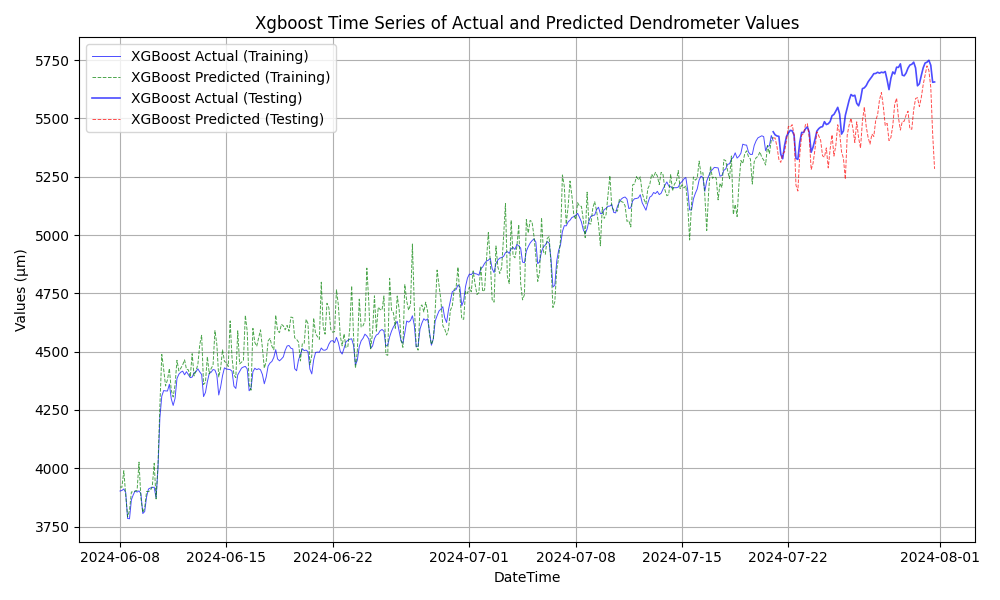 Xgboost Time Series of Actual and Predicted Dendrometer Values
XGBoost Actual (Training)
XGBoost Predicted (Training)
XGBoost Actual (Testing)
XGBoost Predicted (Testing)
Values (μm)
5750
5500
5250
5000
4750
4500
4250
4000
3750
2024-06-08
2024-06-15
2024-06-22
2024-07-01
2024-07-08
2024-07-15
2024-07-22
2024-08-01
DateTime